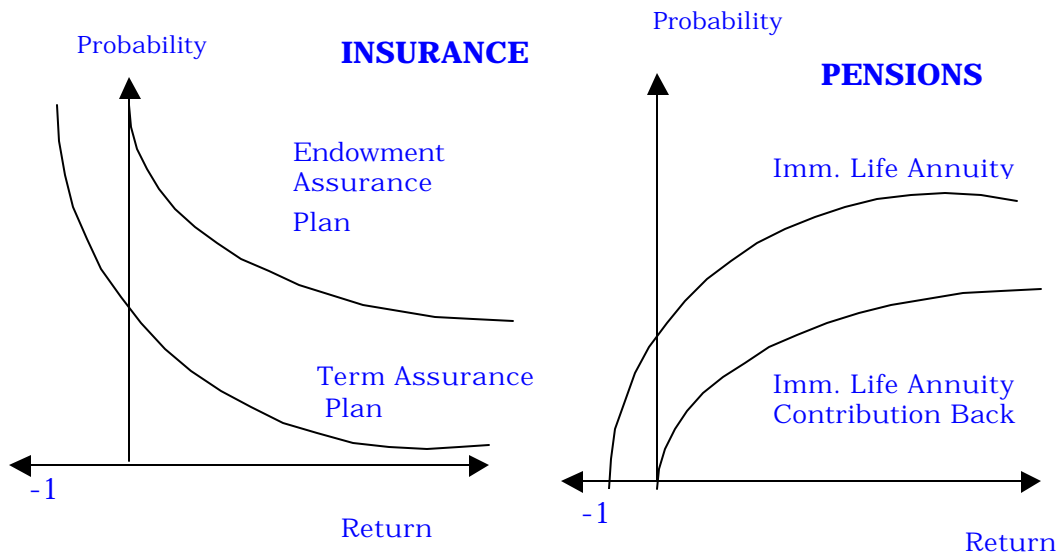 Probability
INSURANCE
Endowment
Assurance
Plan
Term Assurance
Plan
-1
Return
Probability
PENSIONS
Imm. Life Annuity
Imm. Life Annuity
Contribution Back
-1
Return